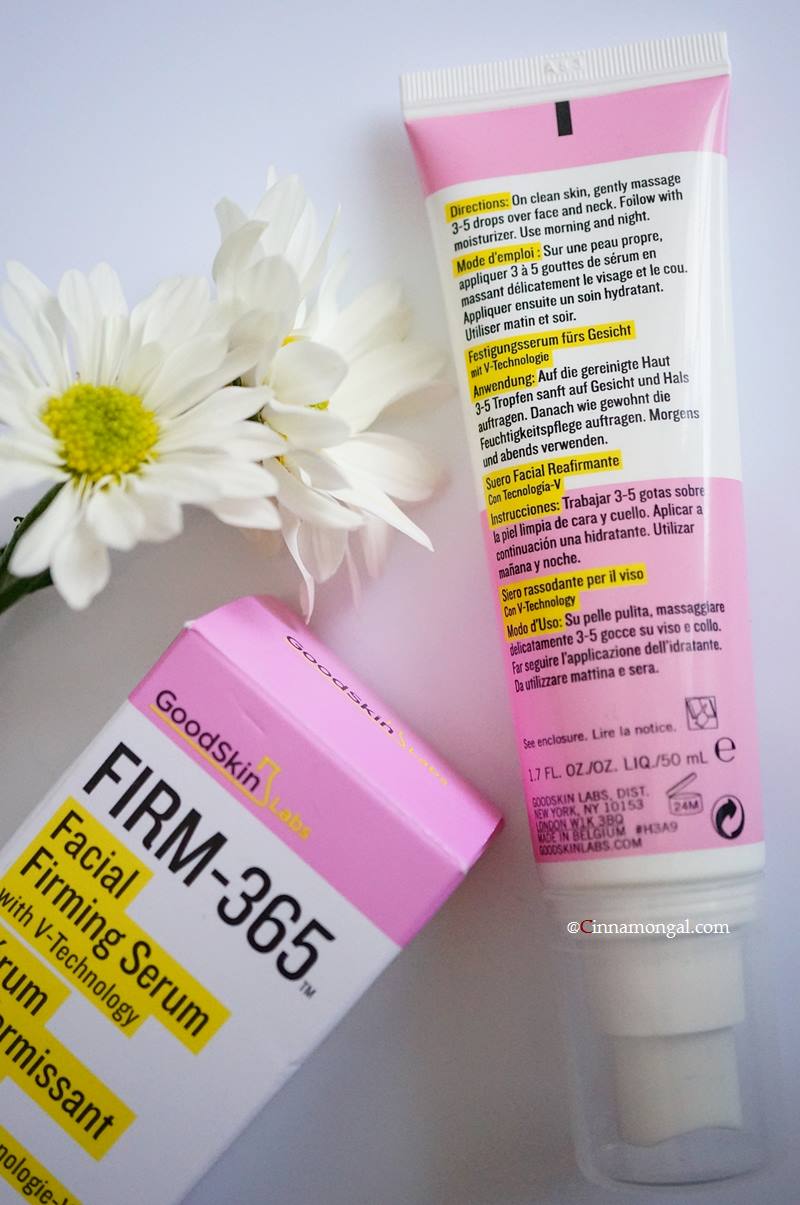 Directions: On clean skin, gently massage
3-5 drops over face and neck. Follow with
moisturizer. Use morning and night.
Mode d'emploi : Sur une peau propre,
appliquer 3 à 5 gouttes de sérum en
massant délicatement le visage et le cou.
Appliquer ensuite un soin hydratant.
Utiliser matin et soir.
Festigungsserum fürs Gesicht
mit V-Technologie
Anwendung: Auf die gereinigte Haut
3-5 Tropfen sanft auf Gesicht und Hals
auftragen. Danach wie gewohnt die
Feuchtigkeitspflege auftragen. Morgens
und abends verwenden.
Suero Facial Reafirmante
Con Tecnología-V
Instrucciones: Trabajar 3-5 gotas sobre
la piel limpia de cara y cuello. Aplicar a
continuación una hidratante. Utilizar
mañana y noche.
Siero rassodante per il viso
Con V-Technology
Modo d'Uso: Su pelle pulita, massaggiare
delicatamente 3-5 gocce su viso e collo.
Far seguire l'applicazione dell'idratante.
Da utilizzare mattina e sera.
See enclosure. Lire la notice.
1.7 FL. OZ./OZ. LIQ./50 mL e
GOODSKIN LABS, DIST.
NEW YORK, NY 10153
LONDON W1K 3BQ
MADE IN BELGIUM #H3A9
GOODSKINLABS.COM
24M
GoodSkin Labs
GoodSkin Labs
FIRM-365™
Facial
Firming Serum
with V-Technology
rum
ermissant
nologie-
©Cinnamongal.com